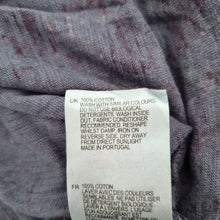 UK 100% COTTON
WASH WITH SIMILAR COLOURS
DO NOT USE BIOLOGICAL
DETERGENTS. WASH INSIDE
OUT. FABRIC CONDITIONER
RECOMMENDED. RESHAPE
WHILST DAMP. IRON ON
REVERSE SIDE. DRY AWAY
FROM DIRECT SUNLIGHT
MADE IN PORTUGAL
FR 100% COTON
LAVER AVEC DES COULEURS
SIMILAIRES. NE PAS UTILISER